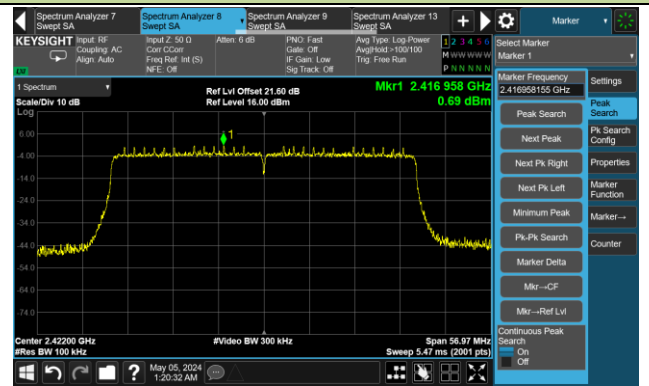 Spectrum Analyzer 7
Swept SA
Spectrum Analyzer 8
Swept SA
Spectrum Analyzer 9
Swept SA
Spectrum Analyzer 13
Swept SA
Marker
KEYSIGHT
Input: RF
Coupling: AC
Align: Auto
Input Z: 50 Ω
Corr CCorr
Freq Ref: Int (S)
NFE: Off
Atten: 6 dB
PNO: Fast
Gate: Off
IF Gain: Low
Sig Track: Off
Avg Type: Log-Power
Avg|Hold:>100/100
Trig: Free Run
1 2 3 4 5 6
M W W W W W
P N N N N N
Select Marker
Marker 1
1 Spectrum
Scale/Div 10 dB
Log
Ref Lvl Offset 21.60 dB
Ref Level 16.00 dBm
Mkr1 2.416 958 GHz
0.69 dBm
1
6.00
-4.00
-14.0
-24.0
-34.0
-44.0
-54.0
-64.0
-74.0
Center 2.42200 GHz
#Res BW 100 kHz
#Video BW 300 kHz
Span 56.97 MHz
Sweep 5.47 ms (2001 pts)
Marker Frequency
2.416958155 GHz
Peak Search
Next Peak
Next Pk Right
Next Pk Left
Minimum Peak
Pk-Pk Search
Marker Delta
Mkr→CF
Mkr→Ref Lvl
Continuous Peak
Search
On
Off
Settings
Peak
Search
Pk Search
Config
Properties
Marker
Function
Marker→
Counter
?
May 05, 2024
1:20:32 AM